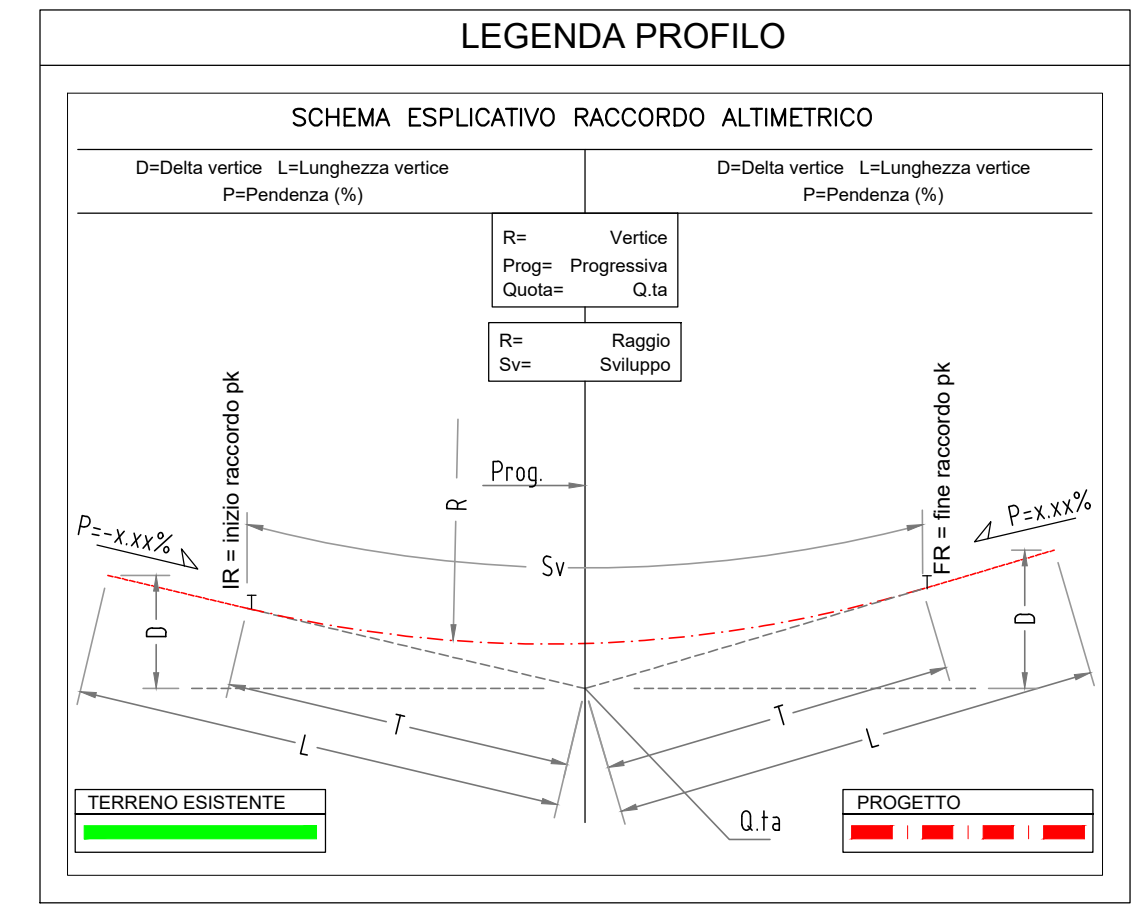 LEGENDA PROFILO
SCHEMA ESPLICATIVO RACCORDO ALTIMETRICO
D=Delta vertice L=Lunghezza vertice
P=Pendenza (%)
D=Delta vertice L=Lunghezza vertice
P=Pendenza (%)
R= Vertice
Prog= Progressiva
Quota= Q.ta
R= Raggio
Sv= Sviluppo
IR = inizio raccordo pk
FR = fine raccordo pk
Prog.
R
P=-x.xx%
P=x.xx%
Sv
T
T
D
D
T
T
L
L
Q.ta
TERRENO ESISTENTE
PROGETTO